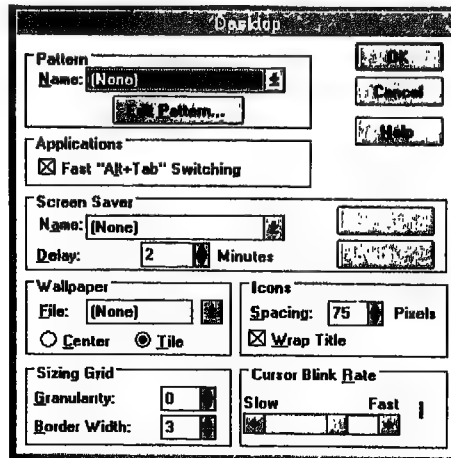 Desktop
Pattern
Name: (None)
Edit Pattern...
OK
Cancel
Help
Applications
Fast "Alt+Tab" Switching
Screen Saver
Name: (None)
Delay: 2 Minutes
Wallpaper
File: (None)
Center Tile
Icons
Spacing: 75 Pixels
Wrap Title
Sizing Grid
Granularity: 0
Border Width: 3
Cursor Blink Rate
Slow Fast